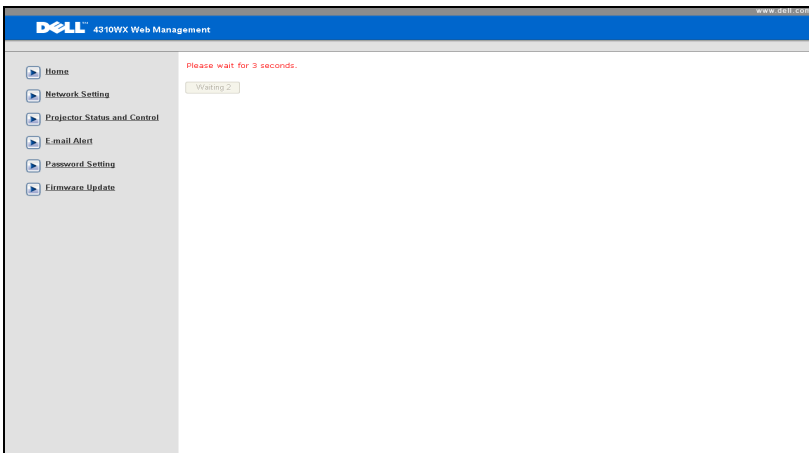 www.dell.com
DELL™ 4310WX Web Management
Home
Network Setting
Projector Status and Control
E-mail Alert
Password Setting
Firmware Update
Please wait for 3 seconds.
Waiting 2